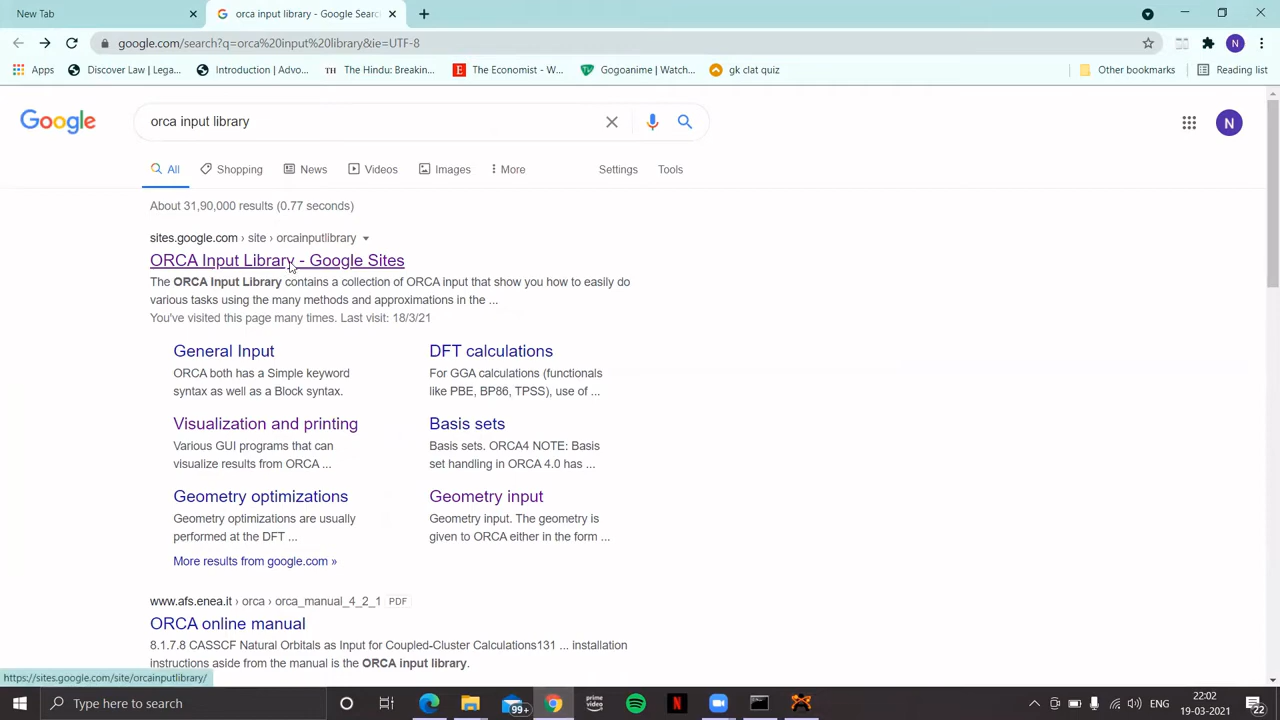 New Tab
orca input library - Google Searc
google.com/search?q=orca%20input%20library&ie=UTF-8
N
Apps
Discover Law | Lega...
Introduction | Advo...
TH The Hindu: Breakin...
E The Economist - W...
Gogoanime | Watch...
gk clat quiz
Other bookmarks
Reading list
Google
orca input library
N
All
Shopping
News
Videos
Images
More
Settings
Tools
About 31,90,000 results (0.77 seconds)
sites.google.com › site › orcainputlibrary
ORCA Input Library - Google Sites
The ORCA Input Library contains a collection of ORCA input that show you how to easily do
various tasks using the many methods and approximations in the ...
You've visited this page many times. Last visit: 18/3/21
General Input
ORCA both has a Simple keyword
syntax as well as a Block syntax.
DFT calculations
For GGA calculations (functionals
like PBE, BP86, TPSS), use of ...
Visualization and printing
Various GUI programs that can
visualize results from ORCA ...
Basis sets
Basis sets. ORCA4 NOTE: Basis
set handling in ORCA 4.0 has ...
Geometry optimizations
Geometry optimizations are usually
performed at the DFT ...
Geometry input
Geometry input. The geometry is
given to ORCA either in the form ...
More results from google.com »
www.afs.enea.it › orca › orca_manual_4_2_1 PDF
ORCA online manual
8.1.7.8 CASSCF Natural Orbitals as Input for Coupled-Cluster Calculations131 ... installation
instructions aside from the manual is the ORCA input library.
https://sites.google.com/site/orcainputlibrary/
Type here to search
99+
prime
video
N
ENG
22:02
19-03-2021
22